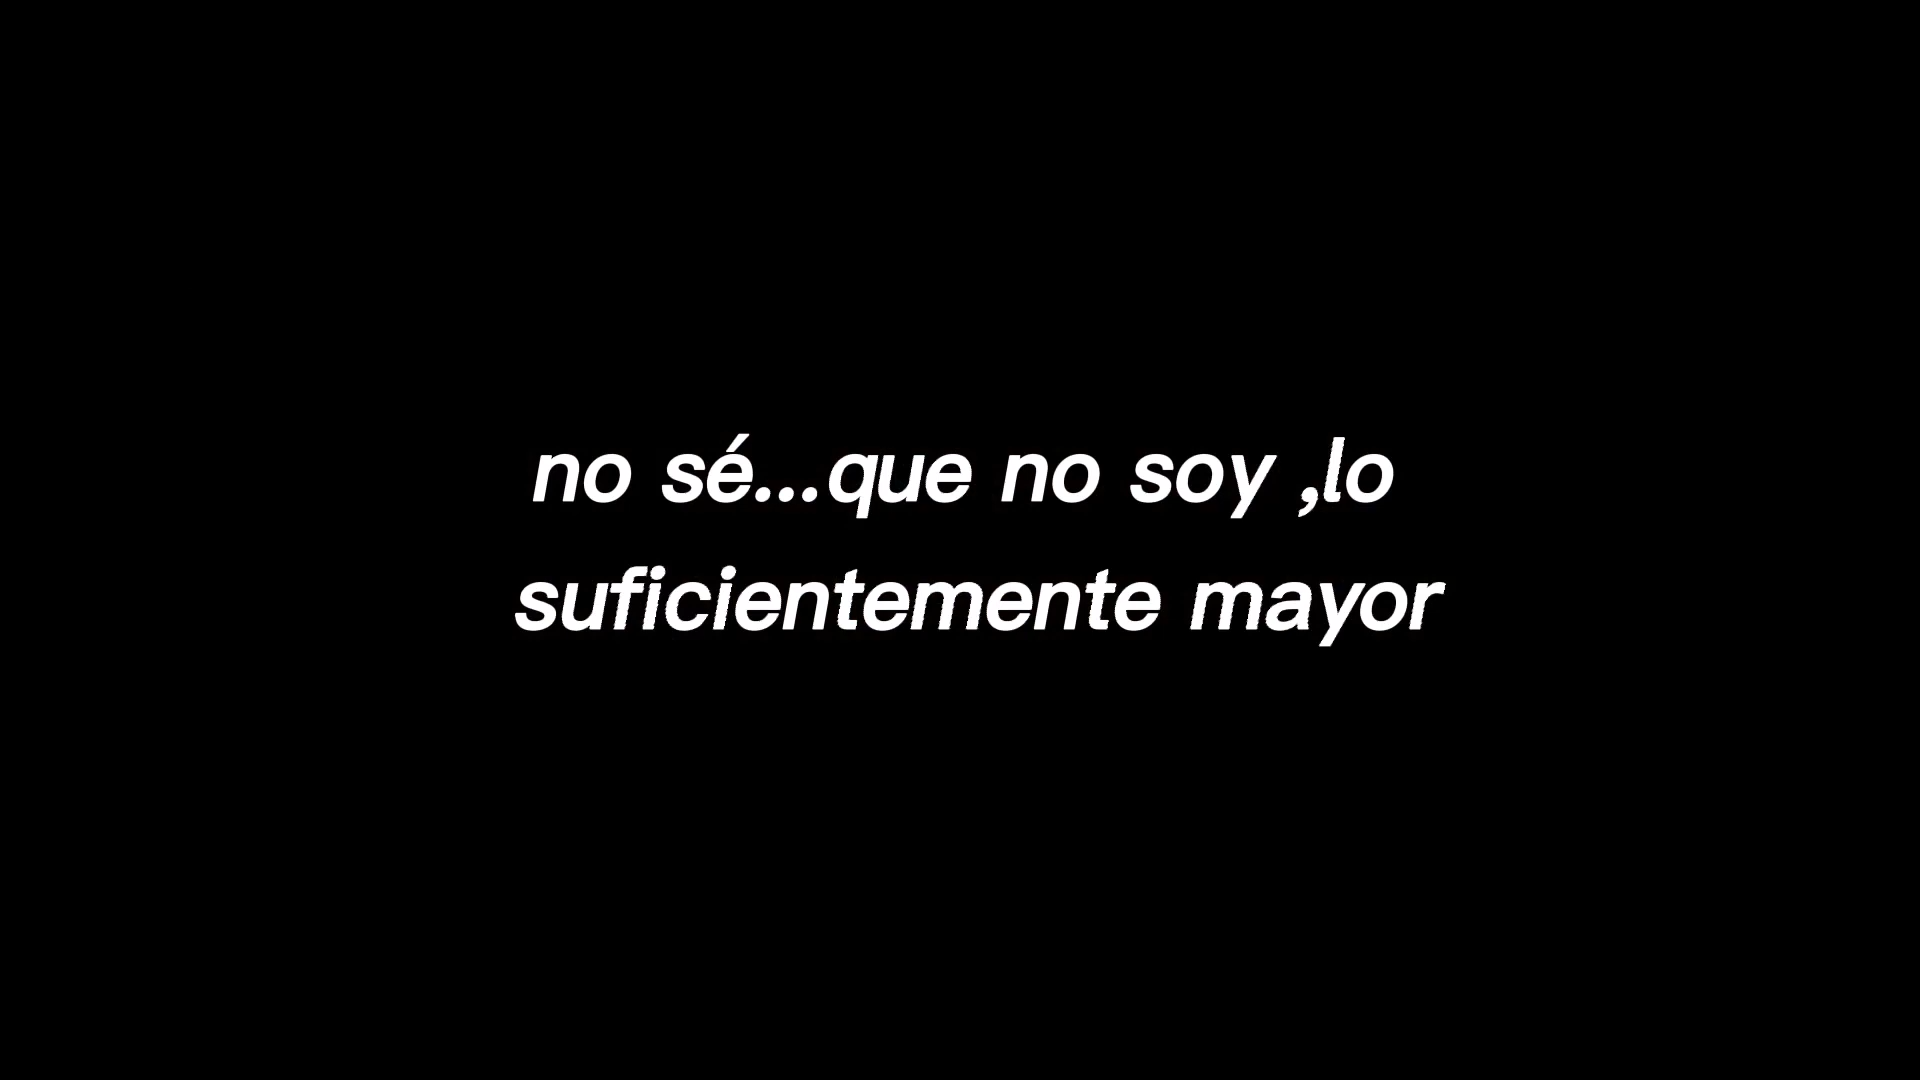 no sé...que no soy ,lo
suficientemente mayor